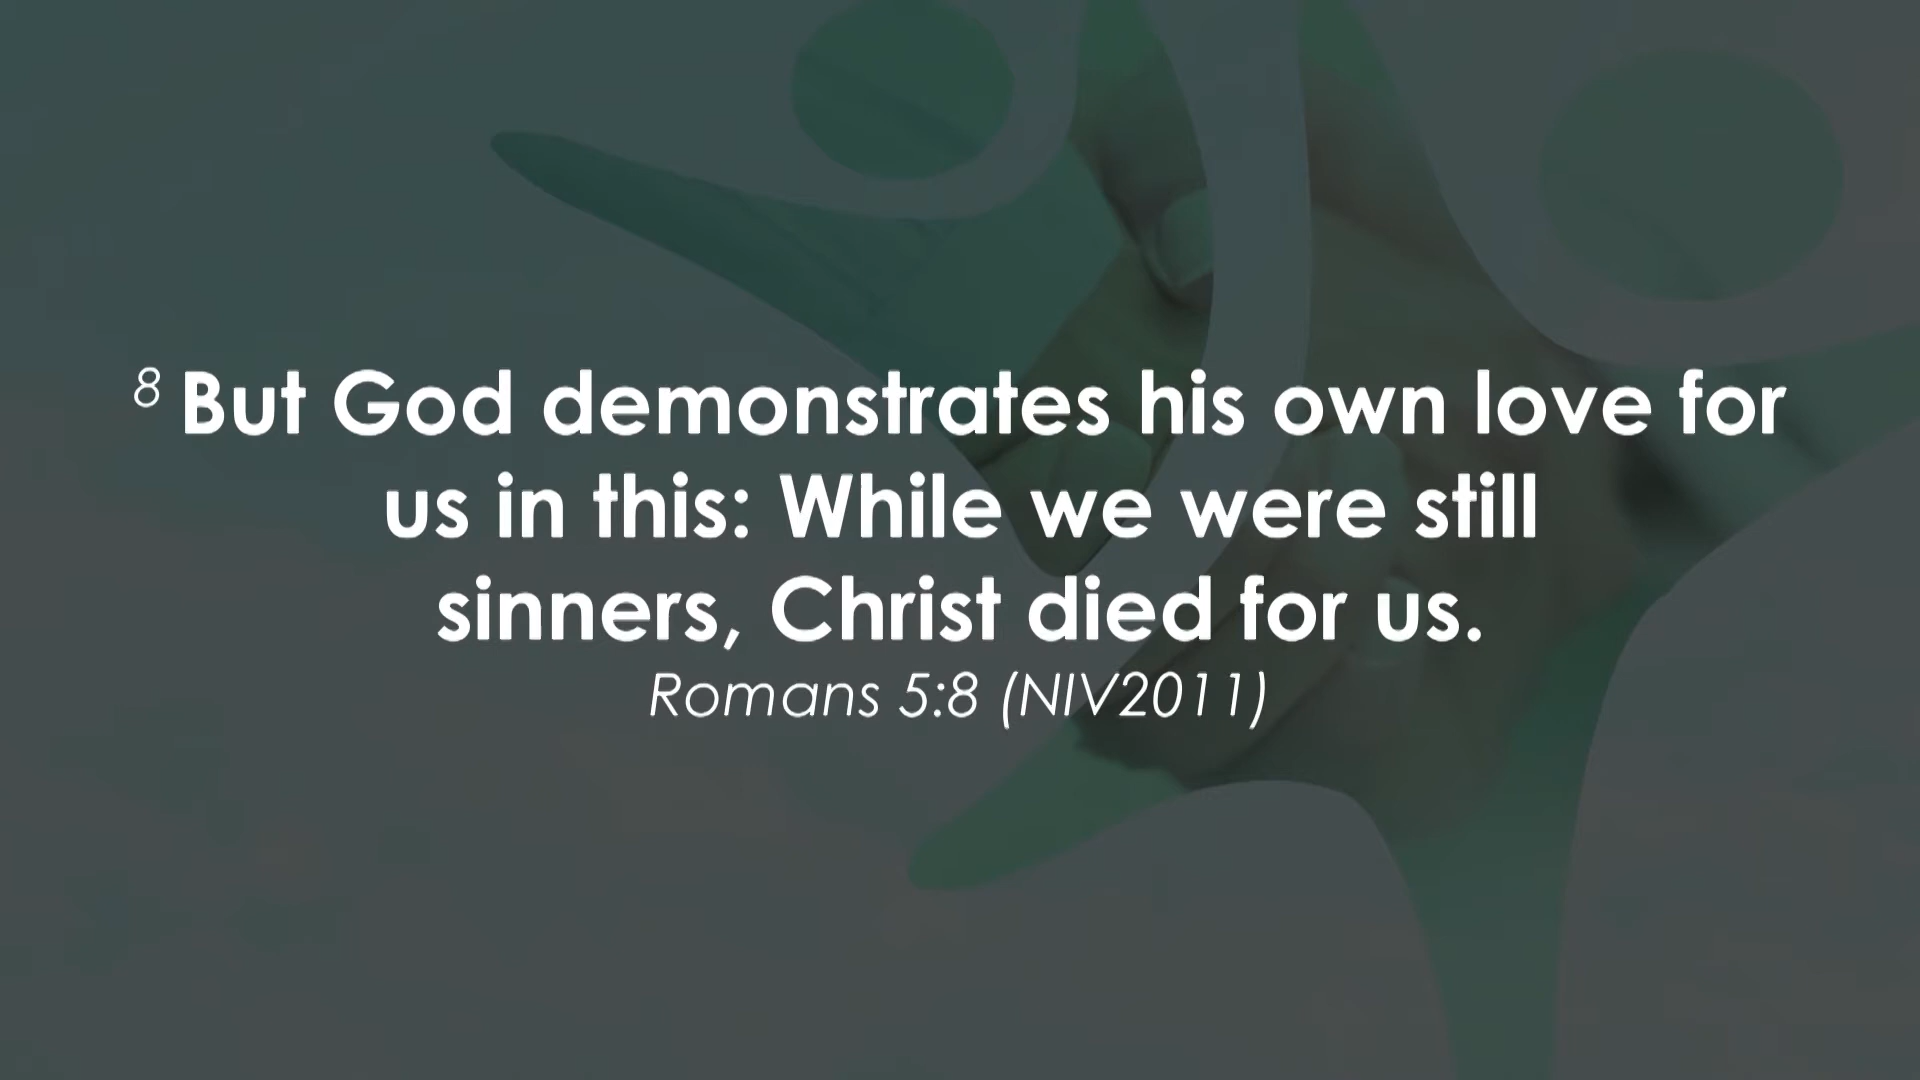 8 But God demonstrates his own love for
us in this: While we were still
sinners, Christ died for us.
Romans 5:8 (NIV2011)